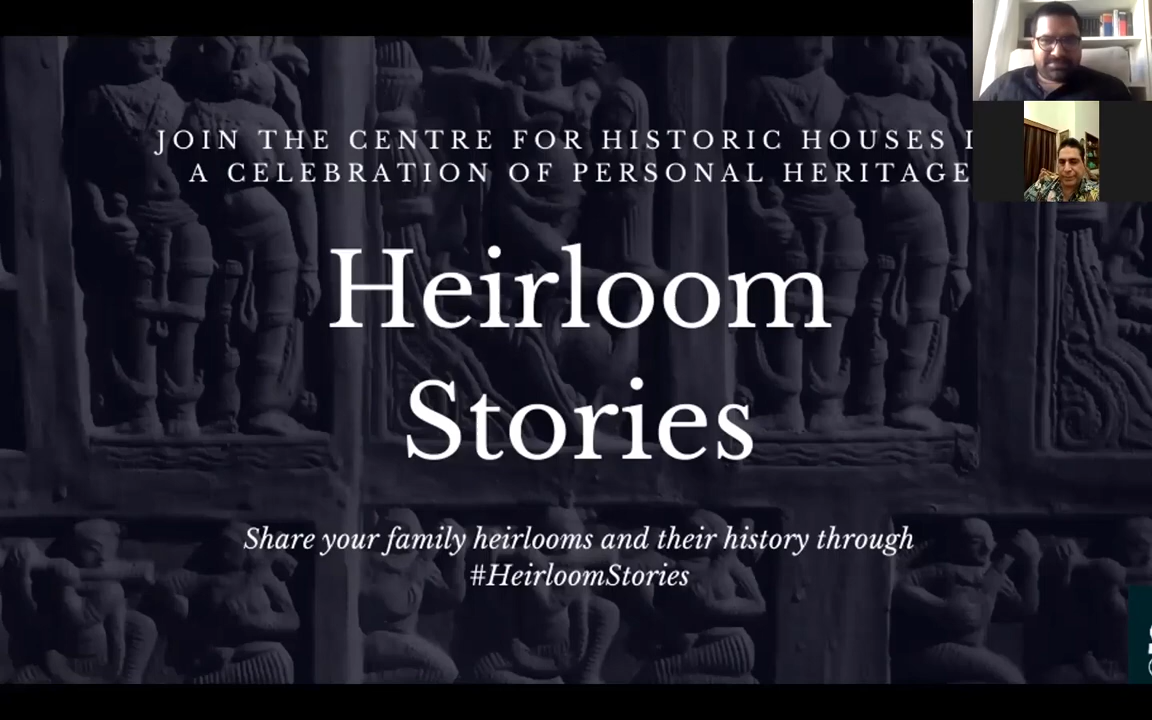 JOIN THE CENTRE FOR HISTORIC HOUSES
A CELEBRATION OF PERSONAL HERITAGE
Heirloom
Stories
Share your family heirlooms and their history through
#HeirloomStories